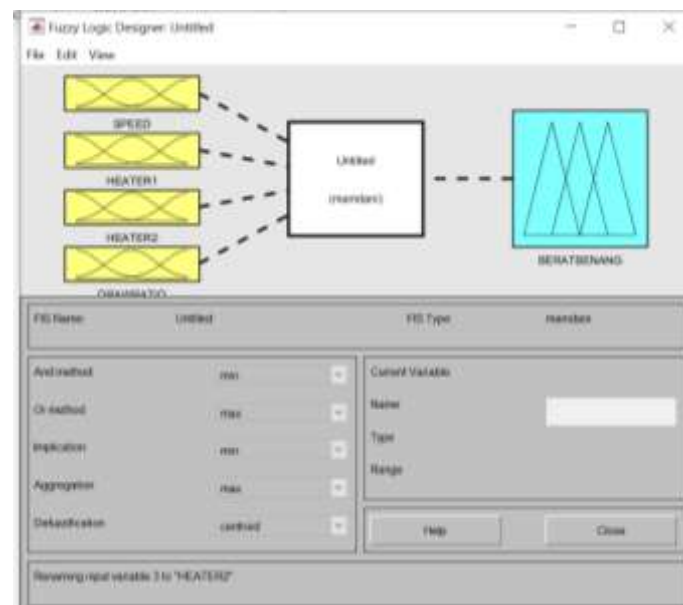 Fuzzy Logic Designer: Untitled
File Edit View
SPEED
HEATER1
HEATER2
Untitled
(mamdani)
BERATBENANG
FIS Name: Untitled FIS Type: mamdani
And method min
Or method max
Implication min
Aggregation max
Defuzzification centroid
Current Variable
Name
Type
Range
Help Close
Renaming input variable 3 to "HEATER2"